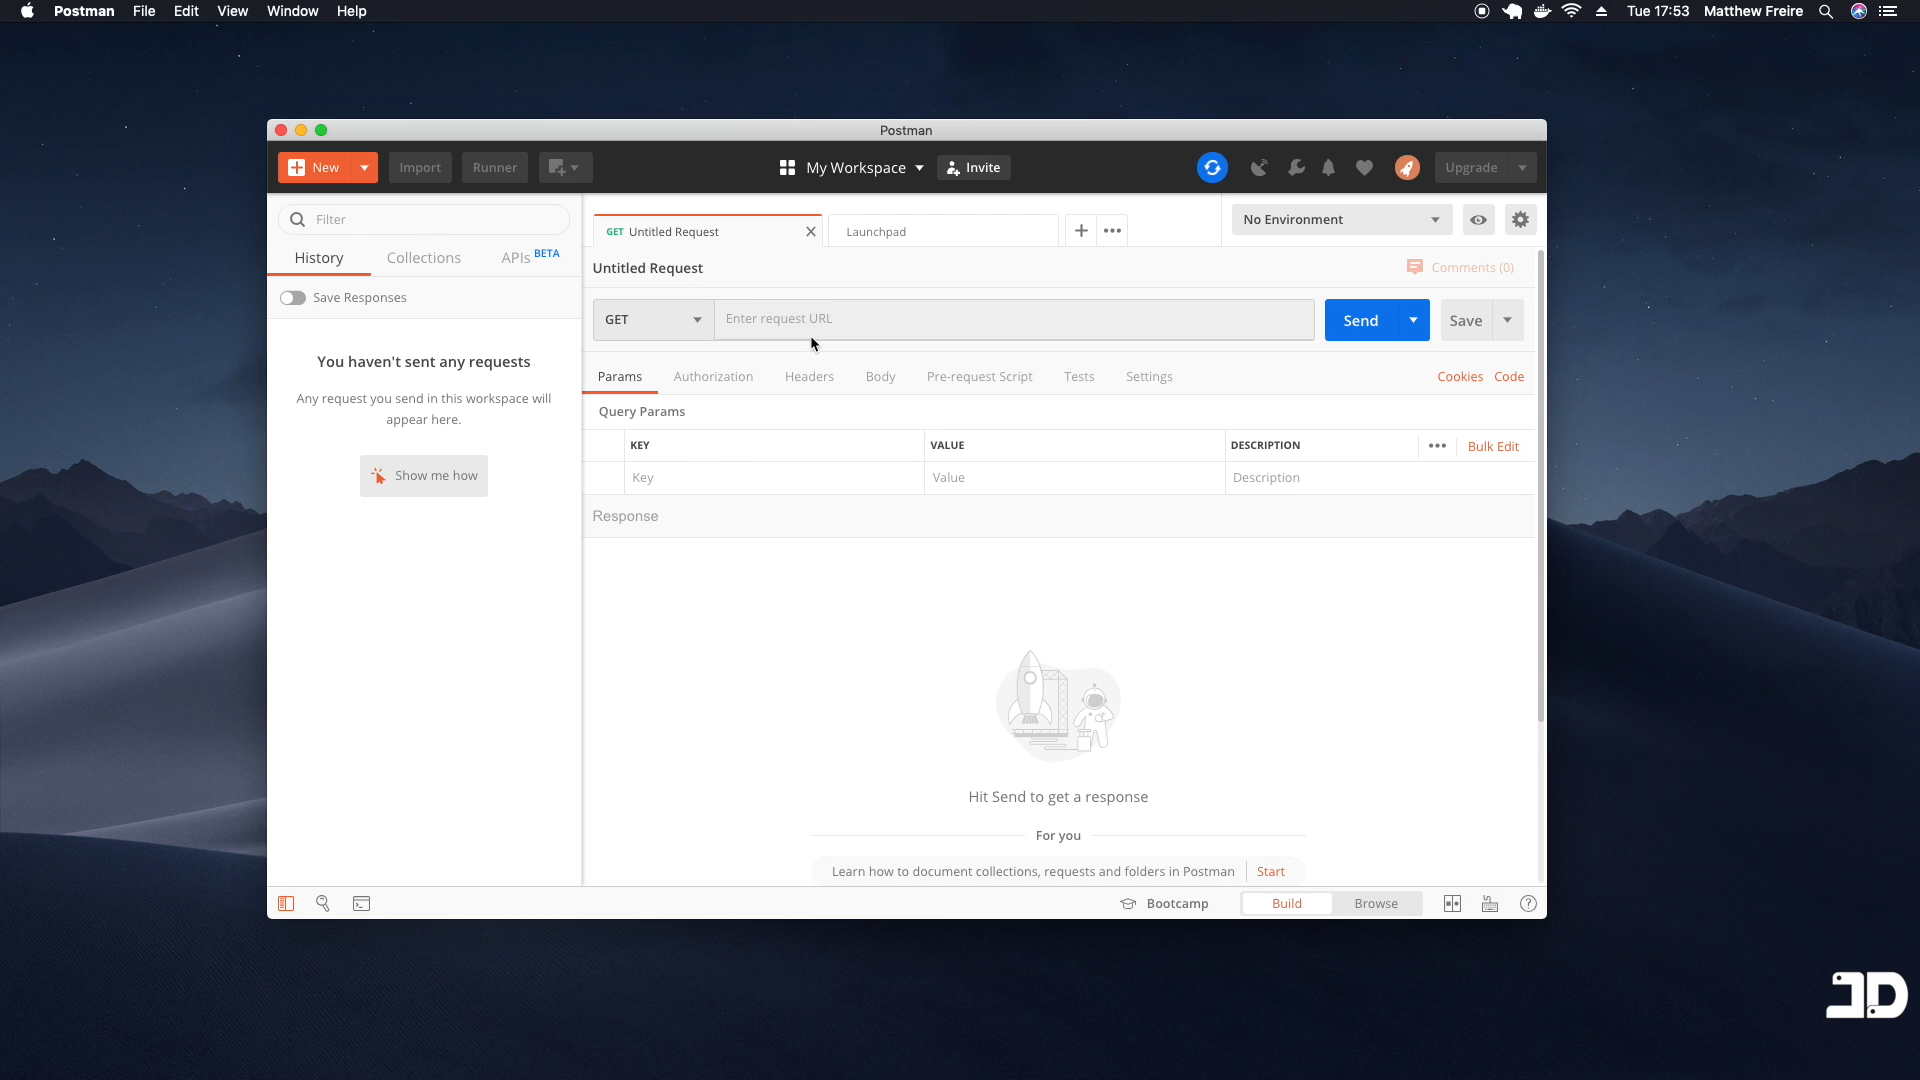 Postman File Edit View Window Help Tue 17:53 Matthew Freire
Postman
New Import Runner My Workspace Invite Upgrade
Filter
GET Untitled Request Launchpad No Environment
History Collections APIs BETA
Untitled Request Comments (0)
Save Responses
GET Enter request URL Send Save
You haven't sent any requests
Any request you send in this workspace will
appear here.
Show me how
Params Authorization Headers Body Pre-request Script Tests Settings Cookies Code
Query Params
KEY VALUE DESCRIPTION Bulk Edit
Key Value Description
Response
Hit Send to get a response
For you
Learn how to document collections, requests and folders in Postman Start
Bootcamp Build Browse
JD